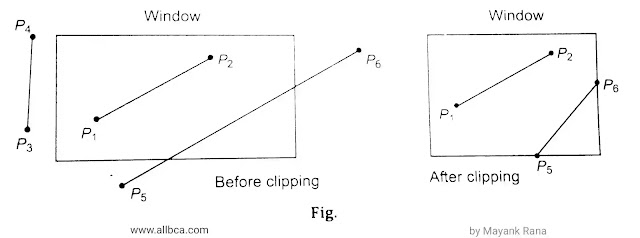 Window
Window
P4
P2
P6
P2
P6
P3
P1
P1
P5
P5
Before clipping
After clipping
Fig.
www.allbca.com
by Mayank Rana